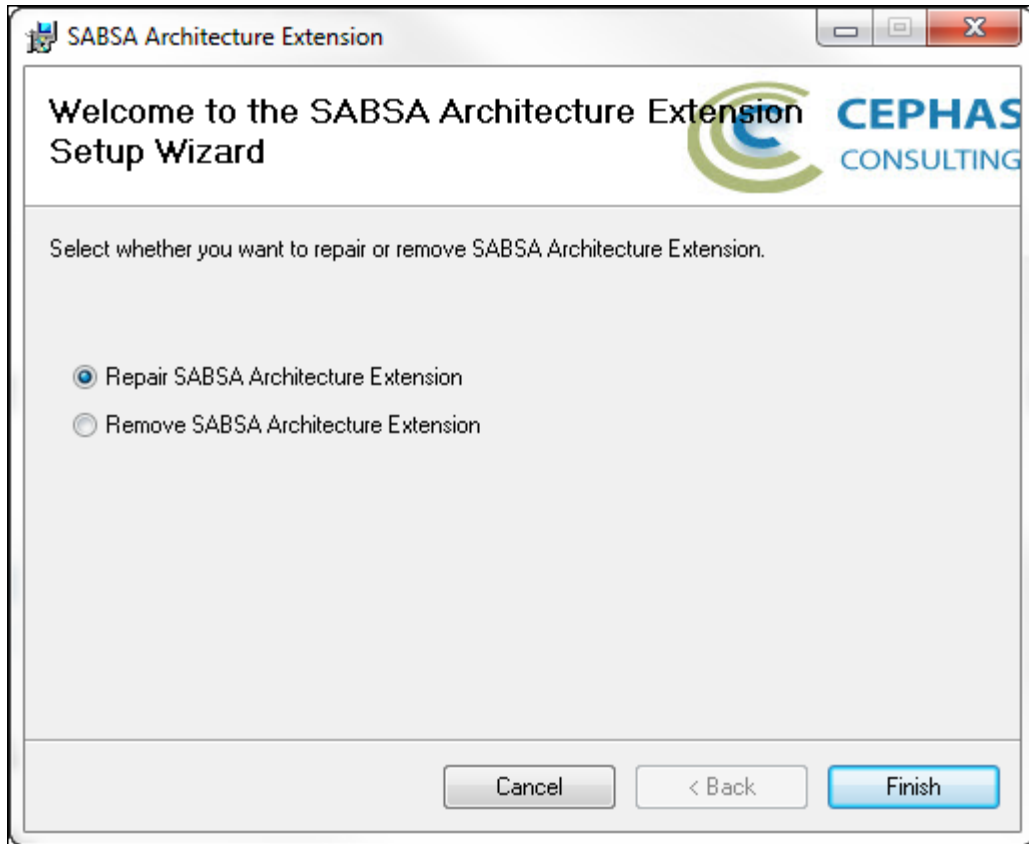 SABSA Architecture Extension
Welcome to the SABSA Architecture Extension
Setup Wizard
CEPHAS
CONSULTING
Select whether you want to repair or remove SABSA Architecture Extension.
Repair SABSA Architecture Extension
Remove SABSA Architecture Extension
Cancel
< Back
Finish